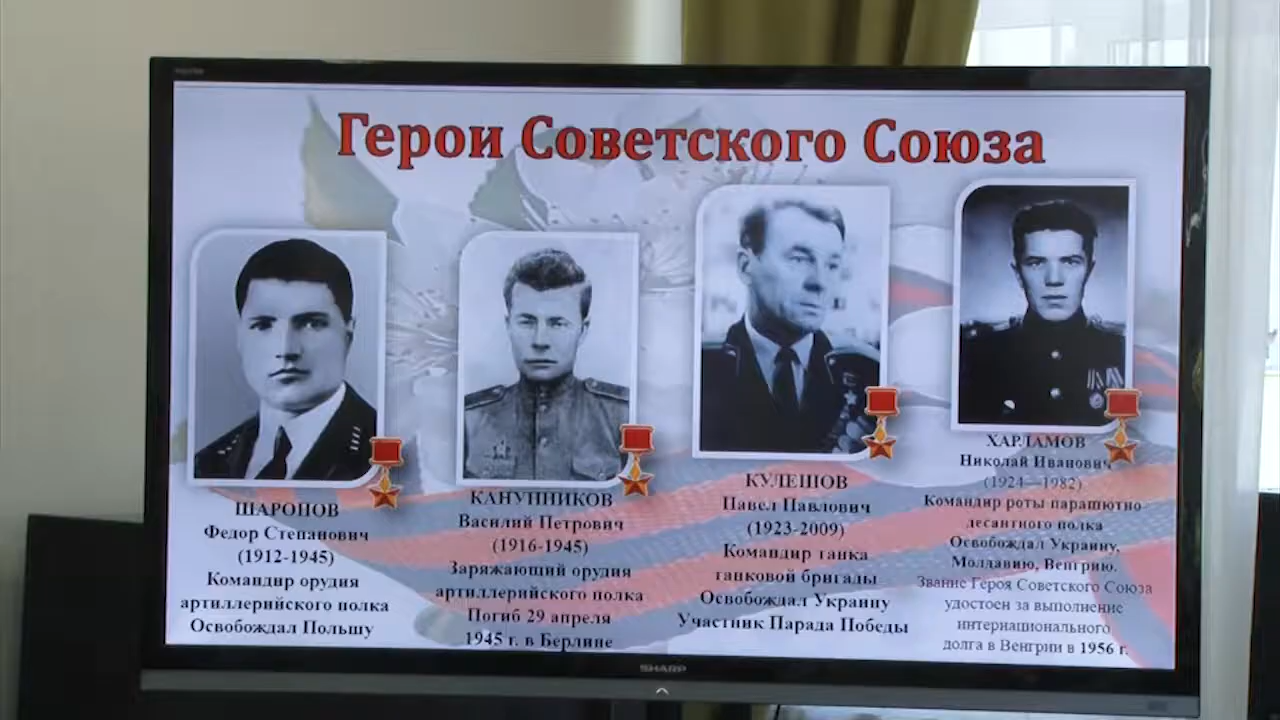 Герои Советского Союза
ШАРОНОВ
Федор Степанович
(1912-1945)
Командир орудия
артиллерийского полка
Освобождал Польшу
КАНУННИКОВ
Василий Петрович
(1916-1945)
Заряжающий орудия
артиллерийского полка
Погиб 29 апреля
1945 г. в Берлине
КУЛЕШОВ
Павел Павлович
(1923-2009)
Командир танка
танковой бригады
Освобождал Украину
Участник Парада Победы
ХАРЛАМОВ
Николай Иванович
(1924—1982)
Командир роты парашютно-
десантного полка
Освобождал Украину,
Молдавию, Венгрию.
Звание Героя Советского Союза
удостоен за выполнение
интернационального
долга в Венгрии в 1956 г.
SHARP